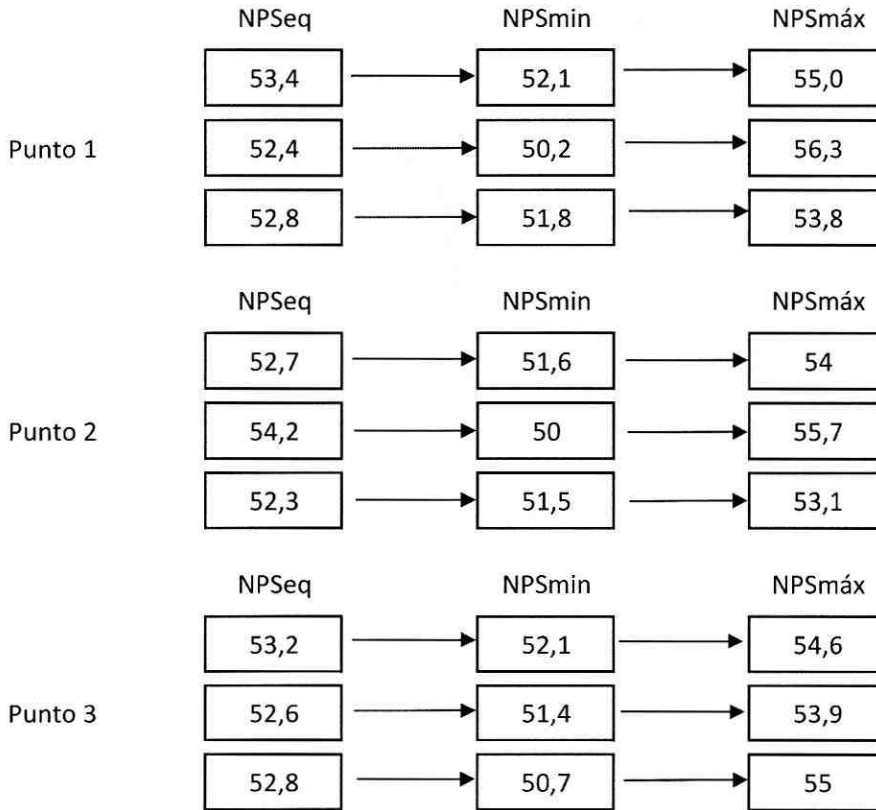 NPSeq NPSmin NPSmáx
53,4 52,1 55,0
Punto 1 52,4 50,2 56,3
52,8 51,8 53,8
NPSeq NPSmin NPSmáx
52,7 51,6 54
Punto 2 54,2 50 55,7
52,3 51,5 53,1
NPSeq NPSmin NPSmáx
53,2 52,1 54,6
Punto 3 52,6 51,4 53,9
52,8 50,7 55